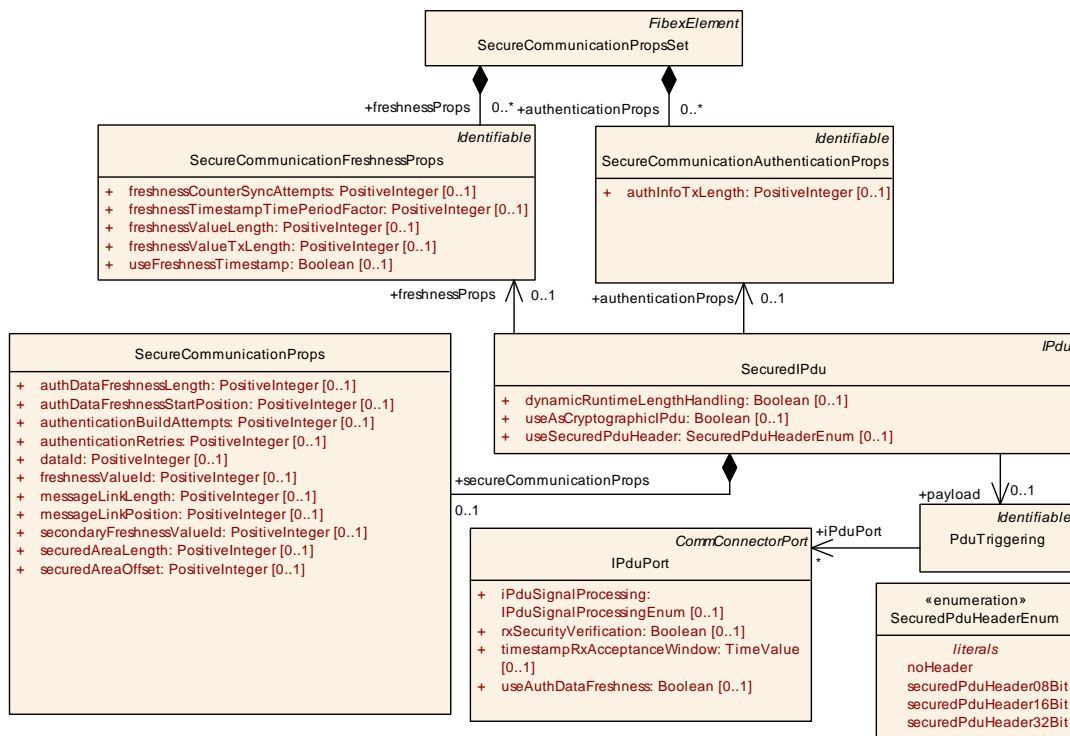 FibexElement
SecureCommunicationPropsSet
+freshnessProps
0..*
+authenticationProps
0..*
Identifiable
SecureCommunicationFreshnessProps
+ freshnessCounterSyncAttempts: PositiveInteger [0..1]
+ freshnessTimestampTimePeriodFactor: PositiveInteger [0..1]
+ freshnessValueLength: PositiveInteger [0..1]
+ freshnessValueTxLength: PositiveInteger [0..1]
+ useFreshnessTimestamp: Boolean [0..1]
Identifiable
SecureCommunicationAuthenticationProps
+ authInfoTxLength: PositiveInteger [0..1]
+freshnessProps
0..1
+authenticationProps
0..1
SecureCommunicationProps
+ authDataFreshnessLength: PositiveInteger [0..1]
+ authDataFreshnessStartPosition: PositiveInteger [0..1]
+ authenticationBuildAttempts: PositiveInteger [0..1]
+ authenticationRetries: PositiveInteger [0..1]
+ dataId: PositiveInteger [0..1]
+ freshnessValueId: PositiveInteger [0..1]
+ messageLinkLength: PositiveInteger [0..1]
+ messageLinkPosition: PositiveInteger [0..1]
+ secondaryFreshnessValueId: PositiveInteger [0..1]
+ securedAreaLength: PositiveInteger [0..1]
+ securedAreaOffset: PositiveInteger [0..1]
IPdu
SecuredIPdu
+ dynamicRuntimeLengthHandling: Boolean [0..1]
+ useAsCryptographicIPdu: Boolean [0..1]
+ useSecuredPduHeader: SecuredPduHeaderEnum [0..1]
+secureCommunicationProps
0..1
+payload
0..1
Identifiable
PduTriggering
+iPduPort
*
CommConnectorPort
IPduPort
+ iPduSignalProcessing:
IPduSignalProcessingEnum [0..1]
+ rxSecurityVerification: Boolean [0..1]
+ timestampRxAcceptanceWindow: TimeValue
[0..1]
+ useAuthDataFreshness: Boolean [0..1]
«enumeration»
SecuredPduHeaderEnum
literals
noHeader
securedPduHeader08Bit
securedPduHeader16Bit
securedPduHeader32Bit